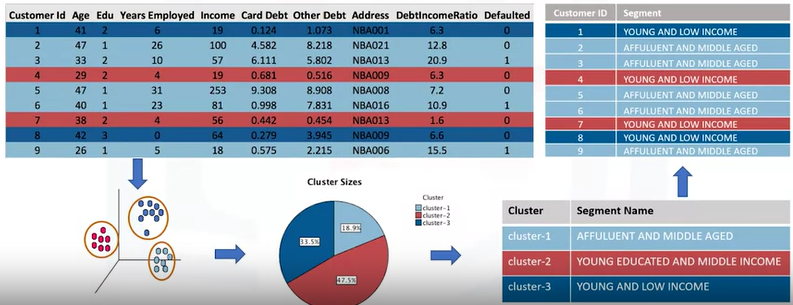 Customer Id Age Edu Years Employed Income Card Debt Other Debt Address DebtIncomeRatio Defaulted
1 41 2 6 19 0.124 1.073 NBA001 6.3 0
2 47 1 26 100 4.582 8.218 NBA021 12.8 0
3 33 2 10 57 6.111 5.802 NBA013 20.9 1
4 29 2 4 19 0.681 0.516 NBA009 6.3 0
5 47 1 31 253 9.308 8.908 NBA008 7.2 0
6 40 1 23 81 0.998 7.831 NBA016 10.9 1
7 38 2 4 56 0.442 0.454 NBA013 1.6 0
8 42 3 0 64 0.279 3.945 NBA009 6.6 0
9 26 1 5 18 0.575 2.215 NBA006 15.5 1
Customer ID Segment
1 YOUNG AND LOW INCOME
2 AFFULUENT AND MIDDLE AGED
3 AFFULUENT AND MIDDLE AGED
4 YOUNG AND LOW INCOME
5 AFFULUENT AND MIDDLE AGED
6 AFFULUENT AND MIDDLE AGED
7 YOUNG AND LOW INCOME
8 YOUNG AND LOW INCOME
9 AFFULUENT AND MIDDLE AGED
Cluster Sizes
Cluster
cluster-1
cluster-2
cluster-3
18.9%
33.5%
47.5%
Cluster Segment Name
cluster-1 AFFULUENT AND MIDDLE AGED
cluster-2 YOUNG EDUCATED AND MIDDLE INCOME
cluster-3 YOUNG AND LOW INCOME